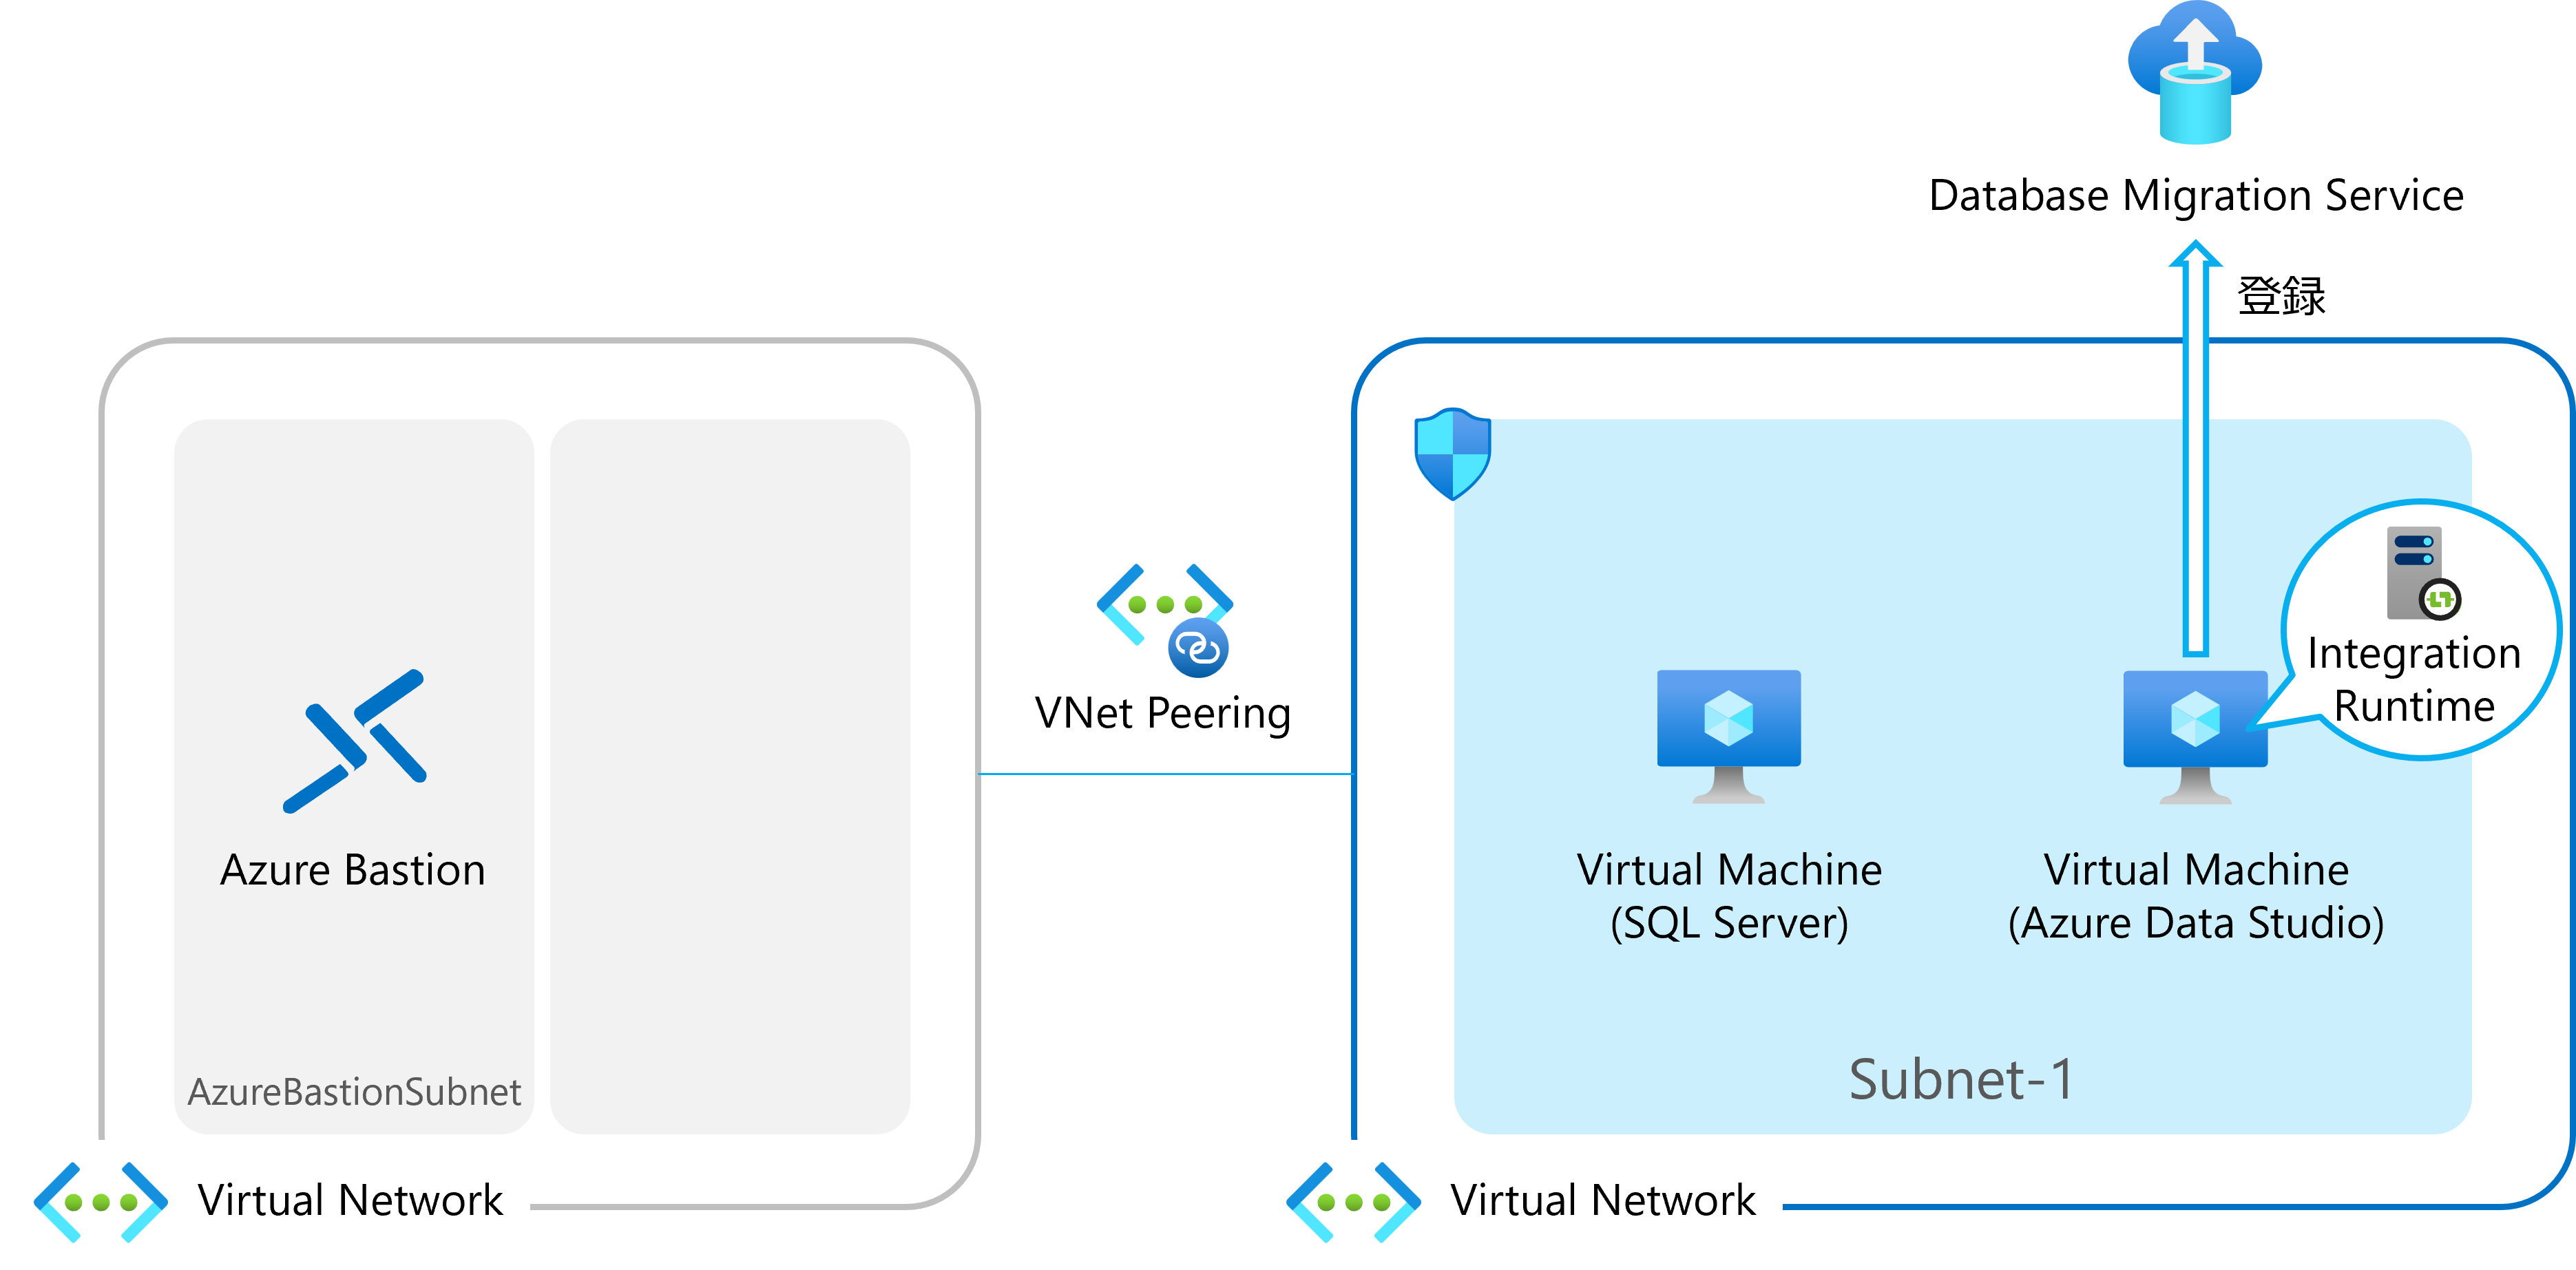 Database Migration Service
登録
Integration
Runtime
VNet Peering
Azure Bastion
Virtual Machine
(SQL Server)
Virtual Machine
(Azure Data Studio)
AzureBastionSubnet
Subnet-1
Virtual Network
Virtual Network